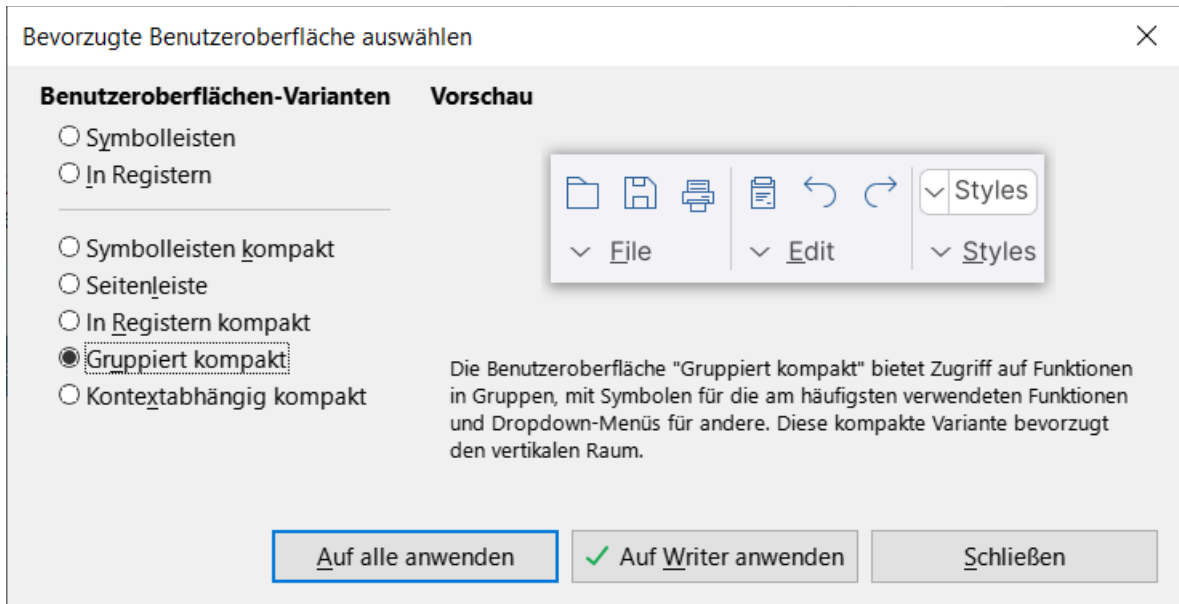 Bevorzugte Benutzeroberfläche auswählen
Benutzeroberflächen-Varianten
Symbolleisten
In Registern
Symbolleisten kompakt
Seitenleiste
In Registern kompakt
Gruppiert kompakt
Kontextabhängig kompakt
Vorschau
Styles
File
Edit
Styles
Die Benutzeroberfläche "Gruppiert kompakt" bietet Zugriff auf Funktionen
in Gruppen, mit Symbolen für die am häufigsten verwendeten Funktionen
und Dropdown-Menüs für andere. Diese kompakte Variante bevorzugt
den vertikalen Raum.
Auf alle anwenden
Auf Writer anwenden
Schließen